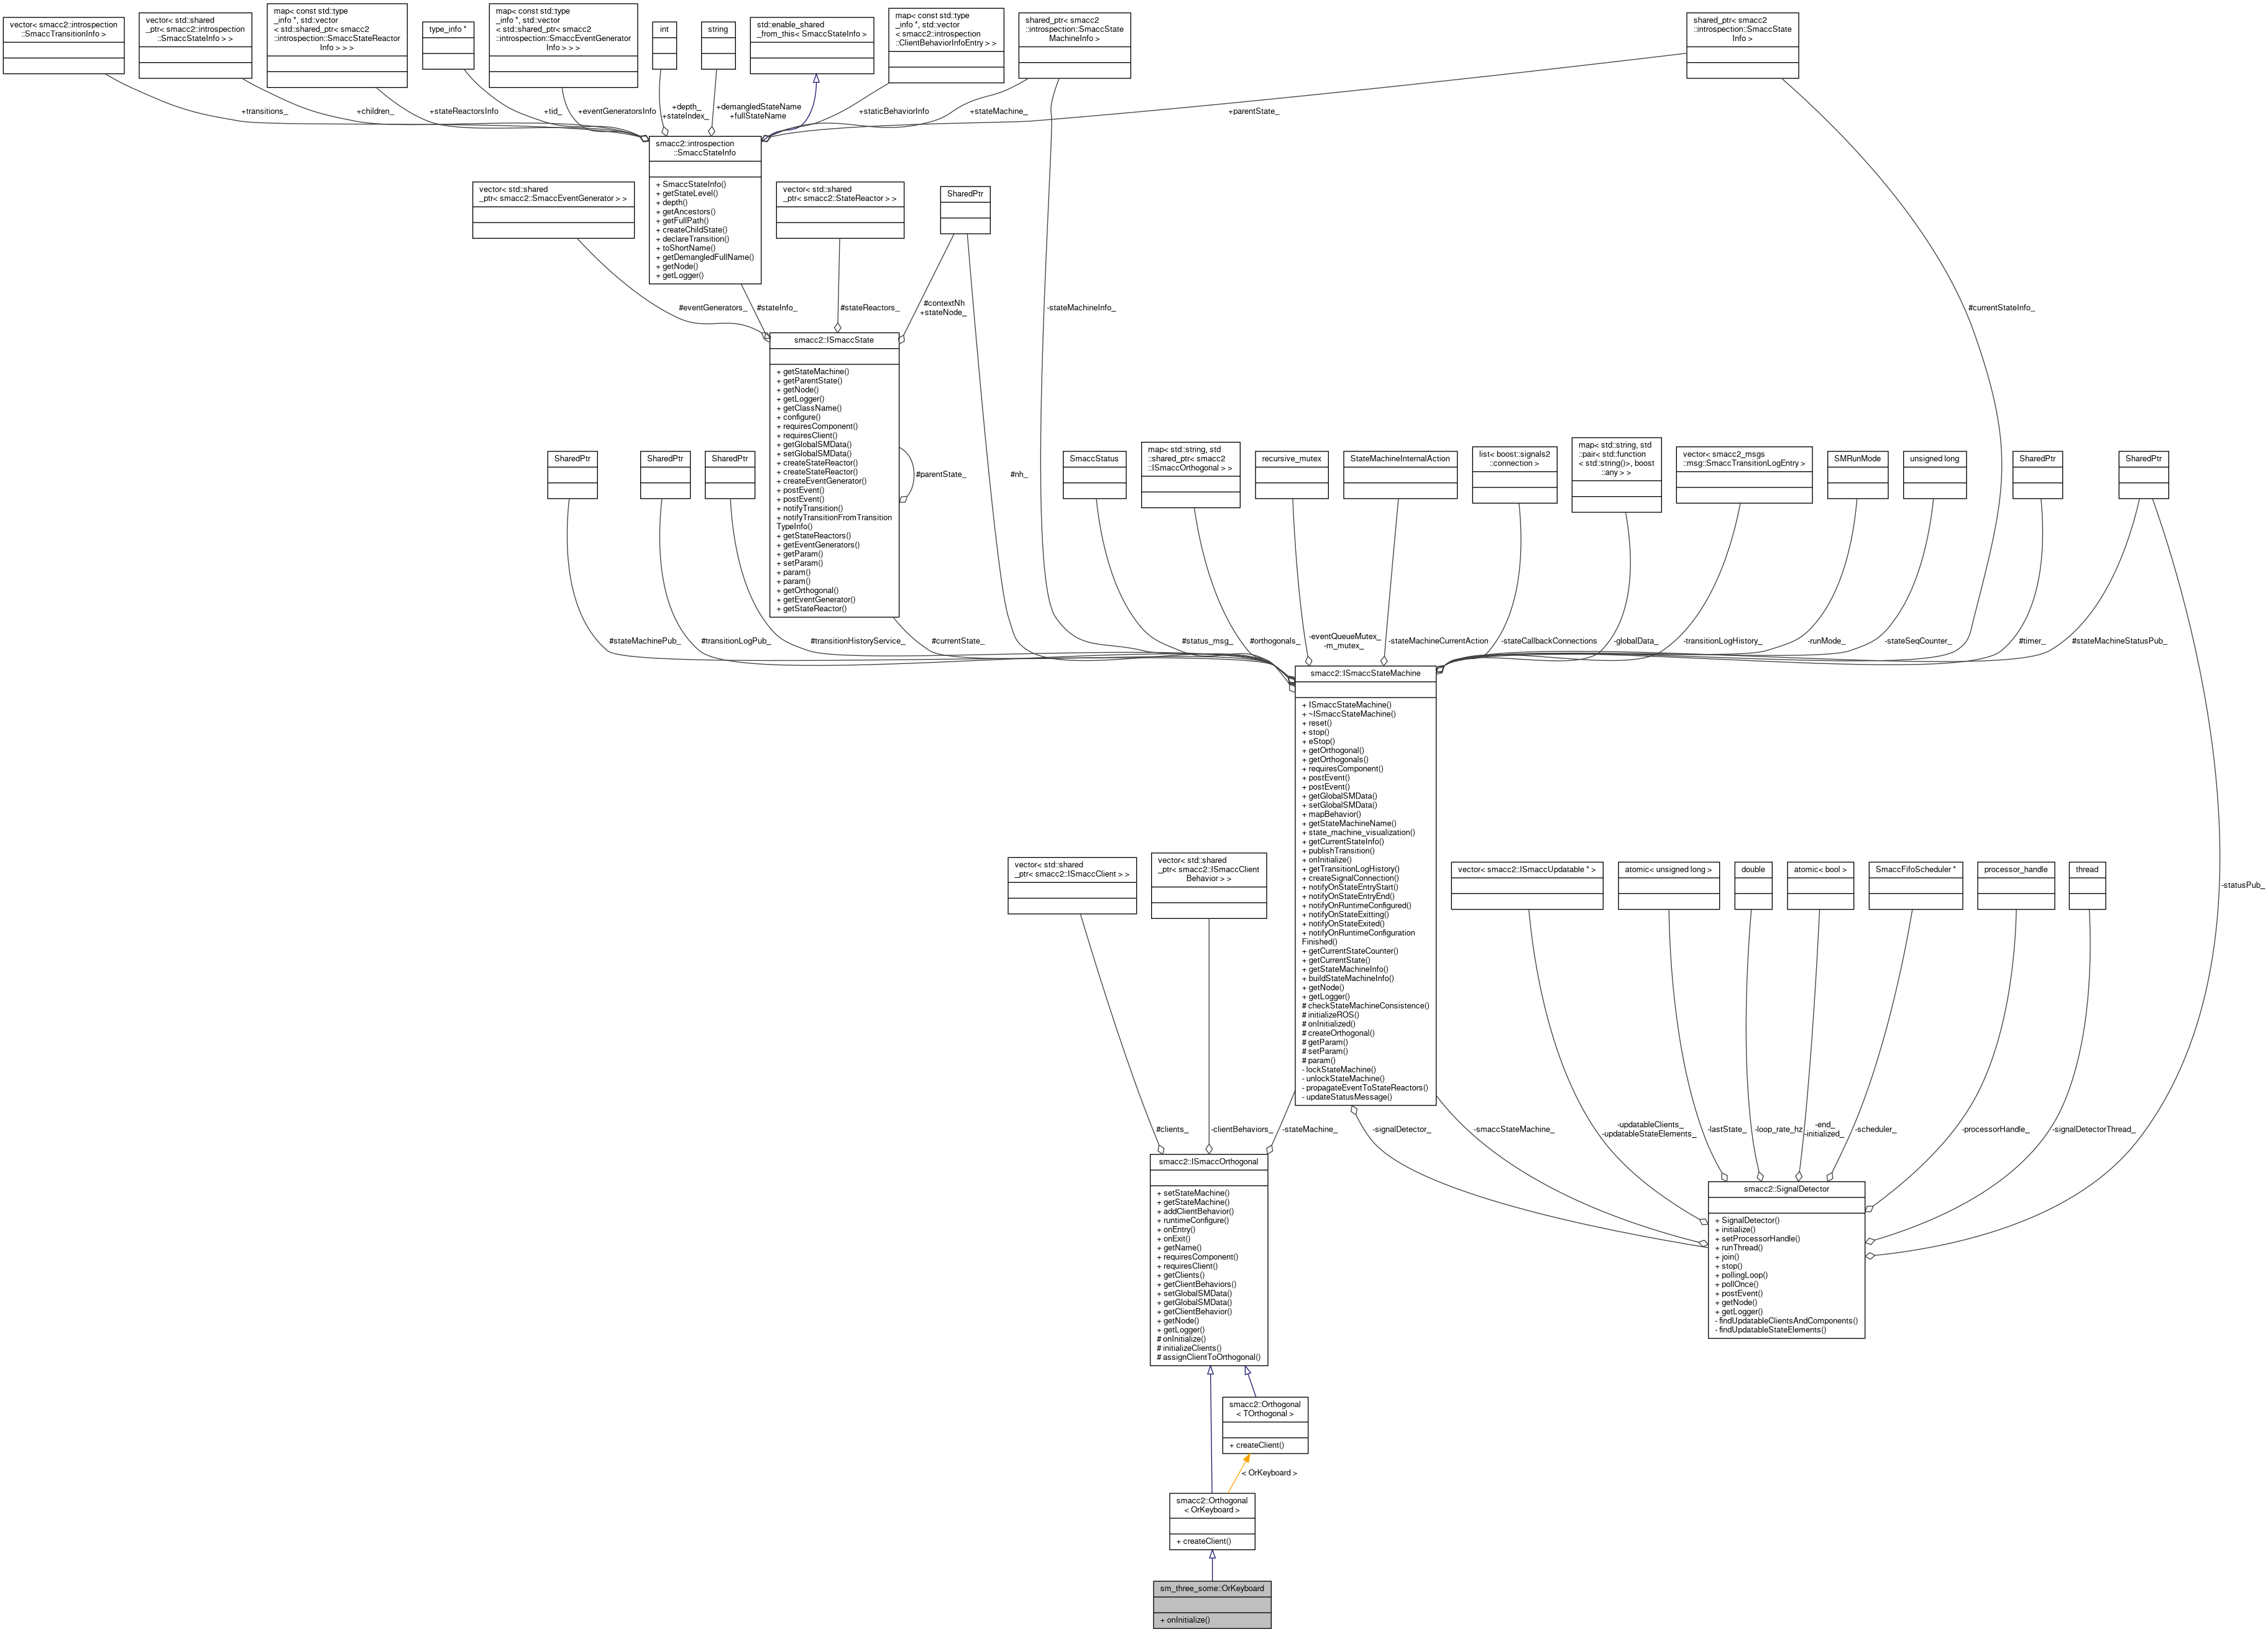 vector< smacc2::introspection
::SmaccTransitionInfo >
vector< std::shared
_ptr< smacc2::introspection
::SmaccStateInfo > >
map< const std::type
_info *, std::vector
< std::shared_ptr< smacc2
::introspection::SmaccStateReactor
Info > > >
type_info *
map< const std::type
_info *, std::vector
< std::shared_ptr< smacc2
::introspection::SmaccEventGenerator
Info > > >
int
string
std::enable_shared
_from_this< SmaccStateInfo >
map< const std::type
_info *, std::vector
< smacc2::introspection
::ClientBehaviorInfoEntry > >
shared_ptr< smacc2
::introspection::SmaccState
MachineInfo >
shared_ptr< smacc2
::introspection::SmaccState
Info >
+transitions_
+children_
+stateReactorsInfo
+tid_
+eventGeneratorsInfo
+depth_
+stateIndex_
+demangledStateName
+fullStateName
+staticBehaviorInfo
+stateMachine_
+parentState_
smacc2::introspection
::SmaccStateInfo
+ SmaccStateInfo()
+ getStateLevel()
+ depth()
+ getAncestors()
+ getFullPath()
+ createChildState()
+ declareTransition()
+ toShortName()
+ getDemangledFullName()
+ getNode()
+ getLogger()
vector< std::shared
_ptr< smacc2::SmaccEventGenerator > >
vector< std::shared
_ptr< smacc2::StateReactor > >
SharedPtr
#eventGenerators_
#stateInfo_
#stateReactors_
#contextNh
+stateNode_
-stateMachineInfo_
#currentStateInfo_
smacc2::ISmaccState
+ getStateMachine()
+ getParentState()
+ getNode()
+ getLogger()
+ getClassName()
+ configure()
+ requiresComponent()
+ requiresClient()
+ getGlobalSMData()
+ setGlobalSMData()
+ createStateReactor()
+ createStateReactor()
+ createEventGenerator()
+ postEvent()
+ postEvent()
+ notifyTransition()
+ notifyTransitionFromTransition
TypeInfo()
+ getStateReactors()
+ getEventGenerators()
+ getParam()
+ setParam()
+ param()
+ param()
+ getOrthogonal()
+ getEventGenerator()
+ getStateReactor()
#parentState_
#nh_
SharedPtr
SharedPtr
SharedPtr
SmaccStatus
map< std::string, std
::shared_ptr< smacc2
::ISmaccOrthogonal > >
recursive_mutex
StateMachineInternalAction
list< boost::signals2
::connection >
map< std::string, std
::pair< std::function
< std::string()>, boost
::any > >
vector< smacc2_msgs
::msg::SmaccTransitionLogEntry >
SMRunMode
unsigned long
SharedPtr
SharedPtr
#stateMachinePub_
#transitionLogPub_
#transitionHistoryService_
#currentState_
#status_msg_
#orthogonals_
-eventQueueMutex_
-m_mutex_
-stateMachineCurrentAction
-stateCallbackConnections
-globalData_
-transitionLogHistory_
-runMode_
-stateSeqCounter_
#timer_
#stateMachineStatusPub_
smacc2::ISmaccStateMachine
+ ISmaccStateMachine()
+ ~ISmaccStateMachine()
+ reset()
+ stop()
+ eStop()
+ getOrthogonal()
+ getOrthogonals()
+ requiresComponent()
+ postEvent()
+ postEvent()
+ getGlobalSMData()
+ setGlobalSMData()
+ mapBehavior()
+ getStateMachineName()
+ state_machine_visualization()
+ getCurrentStateInfo()
+ publishTransition()
+ onInitialize()
+ getTransitionLogHistory()
+ createSignalConnection()
+ notifyOnStateEntryStart()
+ notifyOnStateEntryEnd()
+ notifyOnRuntimeConfigured()
+ notifyOnStateExitting()
+ notifyOnStateExited()
+ notifyOnRuntimeConfiguration
Finished()
+ getCurrentStateCounter()
+ getCurrentState()
+ getStateMachineInfo()
+ buildStateMachineInfo()
+ getNode()
+ getLogger()
# checkStateMachineConsistence()
# initializeROS()
# onInitialized()
# createOrthogonal()
# getParam()
# setParam()
# param()
- lockStateMachine()
- unlockStateMachine()
- propagateEventToStateReactors()
- updateStatusMessage()
vector< std::shared
_ptr< smacc2::ISmaccClient > >
vector< std::shared
_ptr< smacc2::ISmaccClient
Behavior > >
vector< smacc2::ISmaccUpdatable * >
atomic< unsigned long >
double
atomic< bool >
SmaccFifoScheduler *
processor_handle
thread
-statusPub_
#clients_
-clientBehaviors_
-stateMachine_
-signalDetector_
-smaccStateMachine_
-updatableClients_
-updatableStateElements_
-lastState_
-loop_rate_hz
-end_
-initialized_
-scheduler_
-processorHandle_
-signalDetectorThread_
smacc2::ISmaccOrthogonal
+ setStateMachine()
+ getStateMachine()
+ addClientBehavior()
+ runtimeConfigure()
+ onEntry()
+ onExit()
+ getName()
+ requiresComponent()
+ requiresClient()
+ getClients()
+ getClientBehaviors()
+ setGlobalSMData()
+ getGlobalSMData()
+ getClientBehavior()
+ getNode()
+ getLogger()
# onInitialize()
# initializeClients()
# assignClientToOrthogonal()
smacc2::SignalDetector
+ SignalDetector()
+ initialize()
+ setProcessorHandle()
+ runThread()
+ join()
+ stop()
+ pollingLoop()
+ pollOnce()
+ postEvent()
+ getNode()
+ getLogger()
- findUpdatableClientsAndComponents()
- findUpdatableStateElements()
smacc2::Orthogonal
< TOrthogonal >
+ createClient()
< OrKeyboard >
smacc2::Orthogonal
< OrKeyboard >
+ createClient()
sm_three_some::OrKeyboard
+ onInitialize()